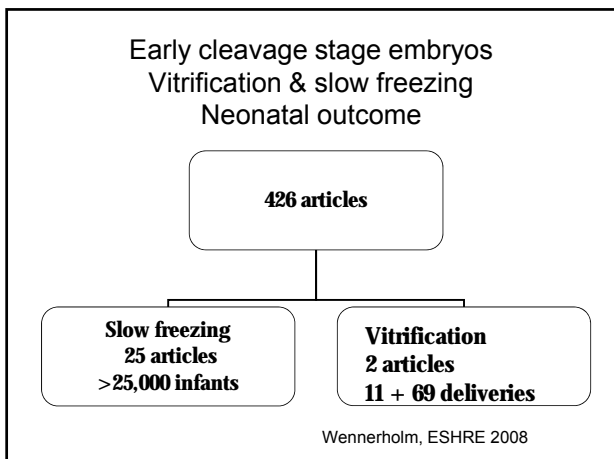 Early cleavage stage embryos
Vitrification & slow freezing
Neonatal outcome
426 articles
Slow freezing
25 articles
>25,000 infants
Vitrification
2 articles
11 + 69 deliveries
Wennerholm, ESHRE 2008